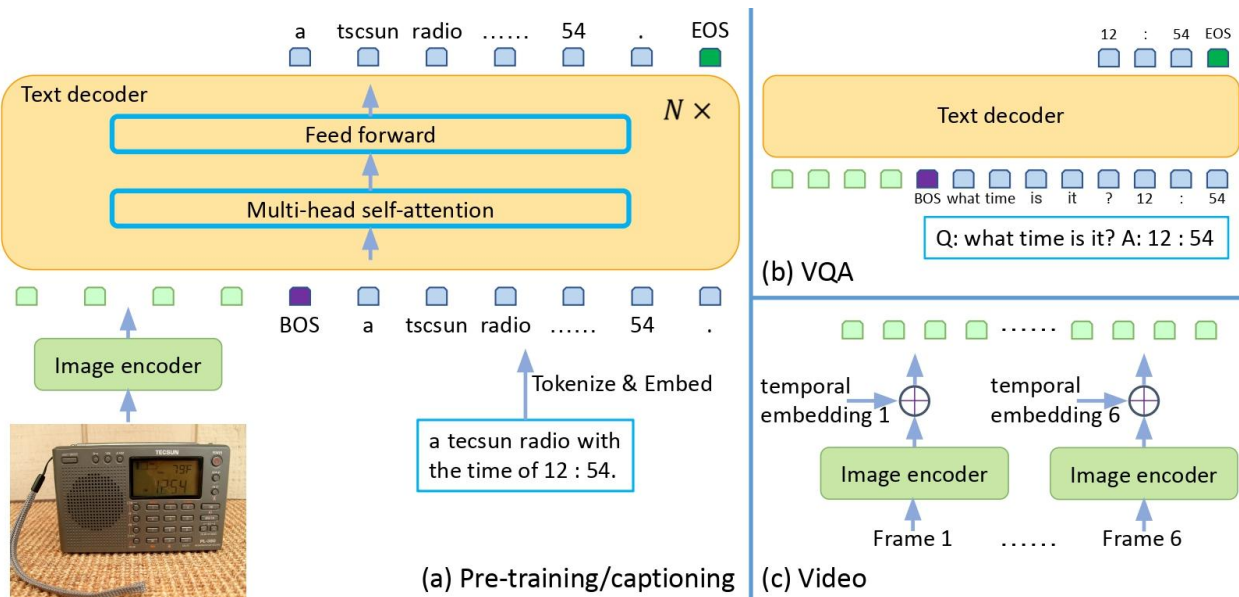 a tscsun radio ...... 54 . EOS
Text decoder
N ×
Feed forward
Multi-head self-attention
BOS a tscsun radio ...... 54 .
Image encoder
Tokenize & Embed
a tecsun radio with
the time of 12 : 54.
TECSUN
79F
12:54
(a) Pre-training/captioning
12 : 54 EOS
Text decoder
BOS what time is it ? 12 : 54
Q: what time is it? A: 12 : 54
(b) VQA
......
temporal
embedding 1
temporal
embedding 6
Image encoder
Image encoder
Frame 1 ...... Frame 6
(c) Video